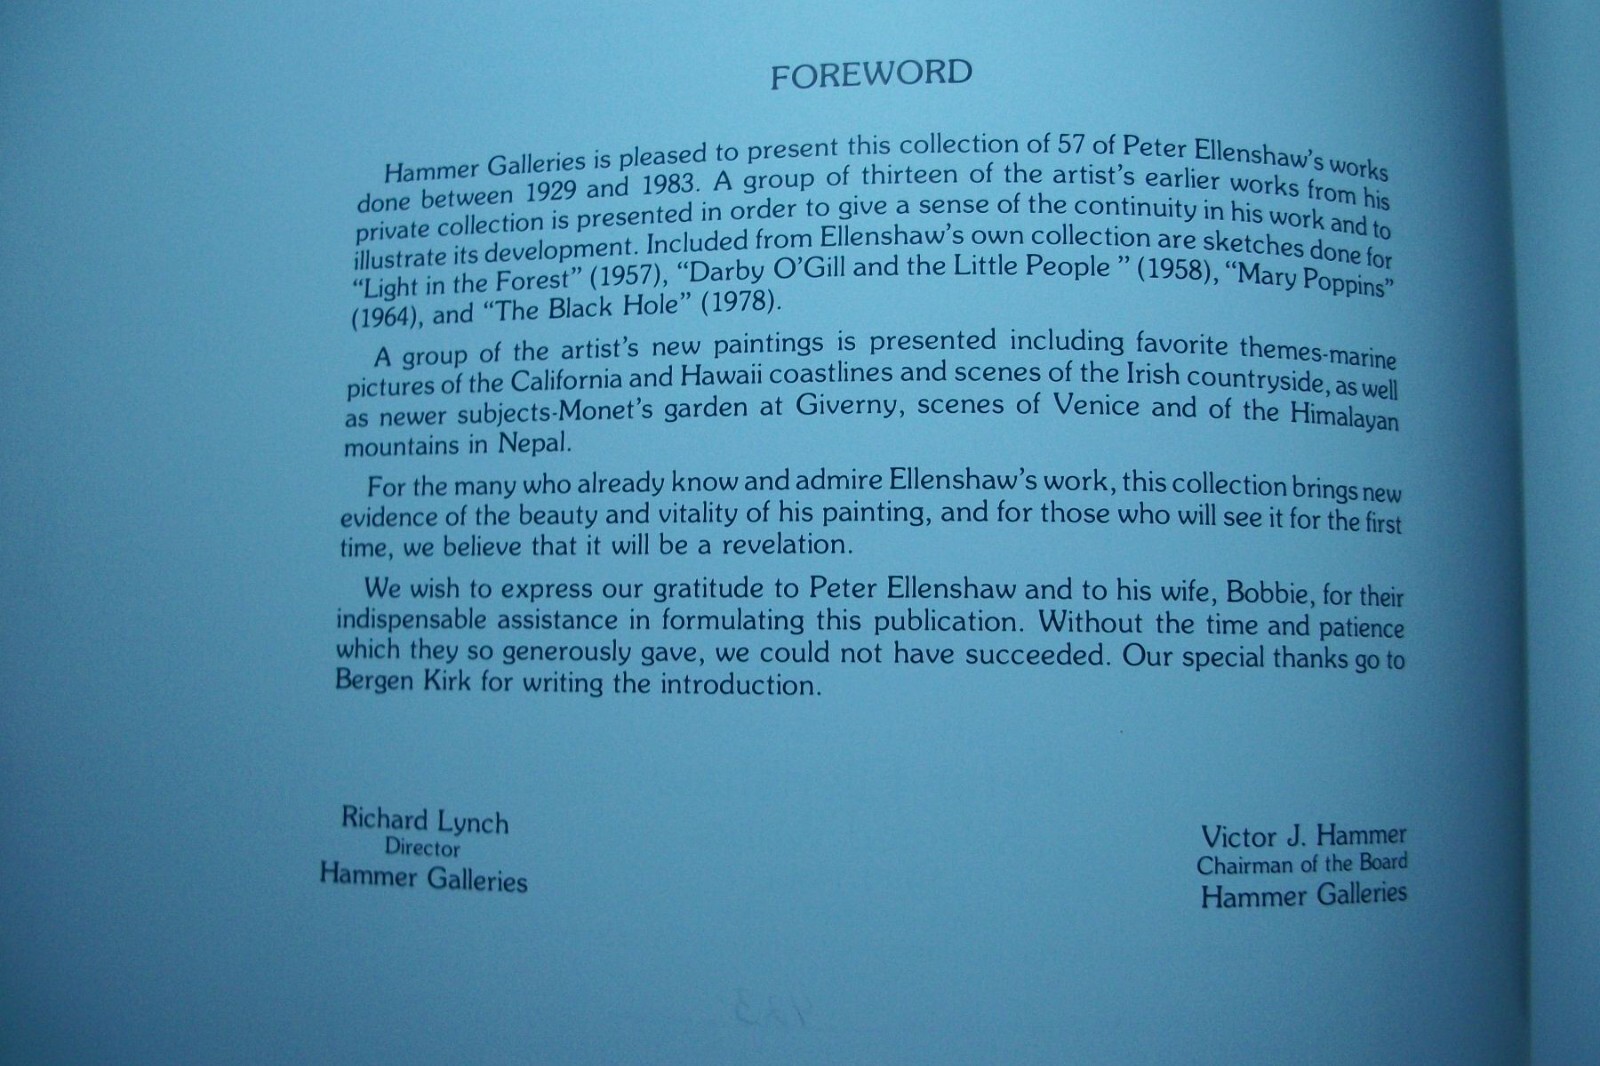 FOREWORD
Hammer Galleries is pleased to present this collection of 57 of Peter Ellenshaw's works
done between 1929 and 1983. A group of thirteen of the artist's earlier works from his
private collection is presented in order to give a sense of the continuity in his work and to
illustrate its development. Included from Ellenshaw's own collection are sketches done for
“Light in the Forest” (1957), “Darby O'Gill and the Little People ” (1958), “Mary Poppins”
(1964), and “The Black Hole” (1978).
A group of the artist's new paintings is presented including favorite themes-marine
pictures of the California and Hawaii coastlines and scenes of the Irish countryside, as well
as newer subjects-Monet's garden at Giverny, scenes of Venice and of the Himalayan
mountains in Nepal.
For the many who already know and admire Ellenshaw's work, this collection brings new
evidence of the beauty and vitality of his painting, and for those who will see it for the first
time, we believe that it will be a revelation.
We wish to express our gratitude to Peter Ellenshaw and to his wife, Bobbie, for their
indispensable assistance in formulating this publication. Without the time and patience
which they so generously gave, we could not have succeeded. Our special thanks go to
Bergen Kirk for writing the introduction.
Richard Lynch
Director
Hammer Galleries
Victor J. Hammer
Chairman of the Board
Hammer Galleries